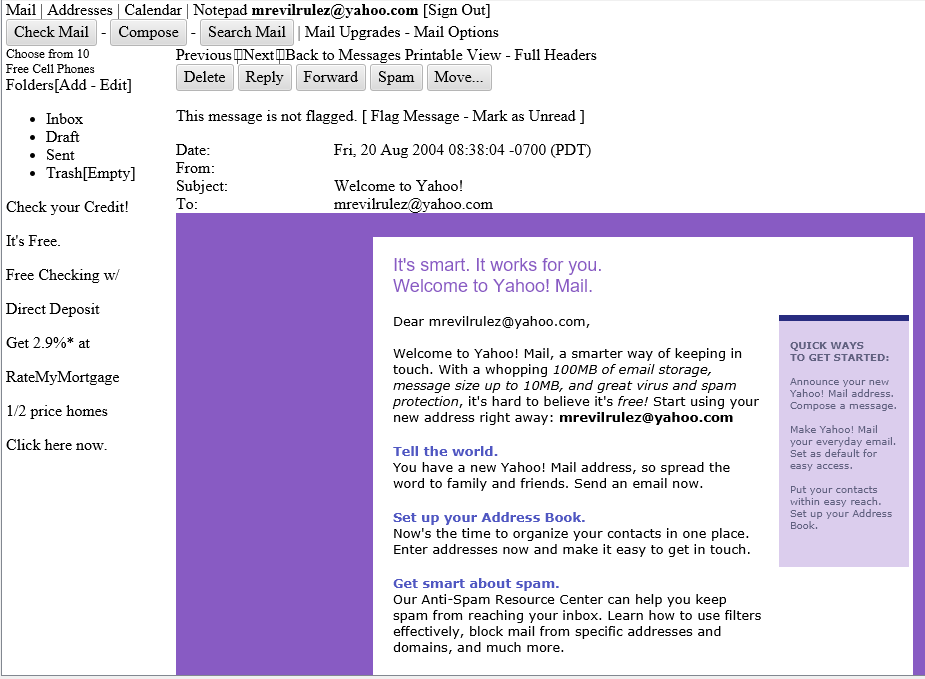 Mail | Addresses | Calendar | Notepad mrevilrulez@yahoo.com [Sign Out]
Check Mail - Compose - Search Mail | Mail Upgrades - Mail Options
Choose from 10
Free Cell Phones
Folders[Add - Edit]
Inbox
Draft
Sent
Trash[Empty]
Check your Credit!
It's Free.
Free Checking w/
Direct Deposit
Get 2.9%* at
RateMyMortgage
1/2 price homes
Click here now.
Previous Next Back to Messages Printable View - Full Headers
Delete Reply Forward Spam Move...
This message is not flagged. [ Flag Message - Mark as Unread ]
Date: Fri, 20 Aug 2004 08:38:04 -0700 (PDT)
From:
Subject: Welcome to Yahoo!
To: mrevilrulez@yahoo.com
It's smart. It works for you.
Welcome to Yahoo! Mail.
Dear mrevilrulez@yahoo.com,
Welcome to Yahoo! Mail, a smarter way of keeping in
touch. With a whopping 100MB of email storage,
message size up to 10MB, and great virus and spam
protection, it's hard to believe it's free! Start using your
new address right away: mrevilrulez@yahoo.com
Tell the world.
You have a new Yahoo! Mail address, so spread the
word to family and friends. Send an email now.
Set up your Address Book.
Now's the time to organize your contacts in one place.
Enter addresses now and make it easy to get in touch.
Get smart about spam.
Our Anti-Spam Resource Center can help you keep
spam from reaching your inbox. Learn how to use filters
effectively, block mail from specific addresses and
domains, and much more.
QUICK WAYS
TO GET STARTED:
Announce your new
Yahoo! Mail address.
Compose a message.
Make Yahoo! Mail
your everyday email.
Set as default for
easy access.
Put your contacts
within easy reach.
Set up your Address
Book.